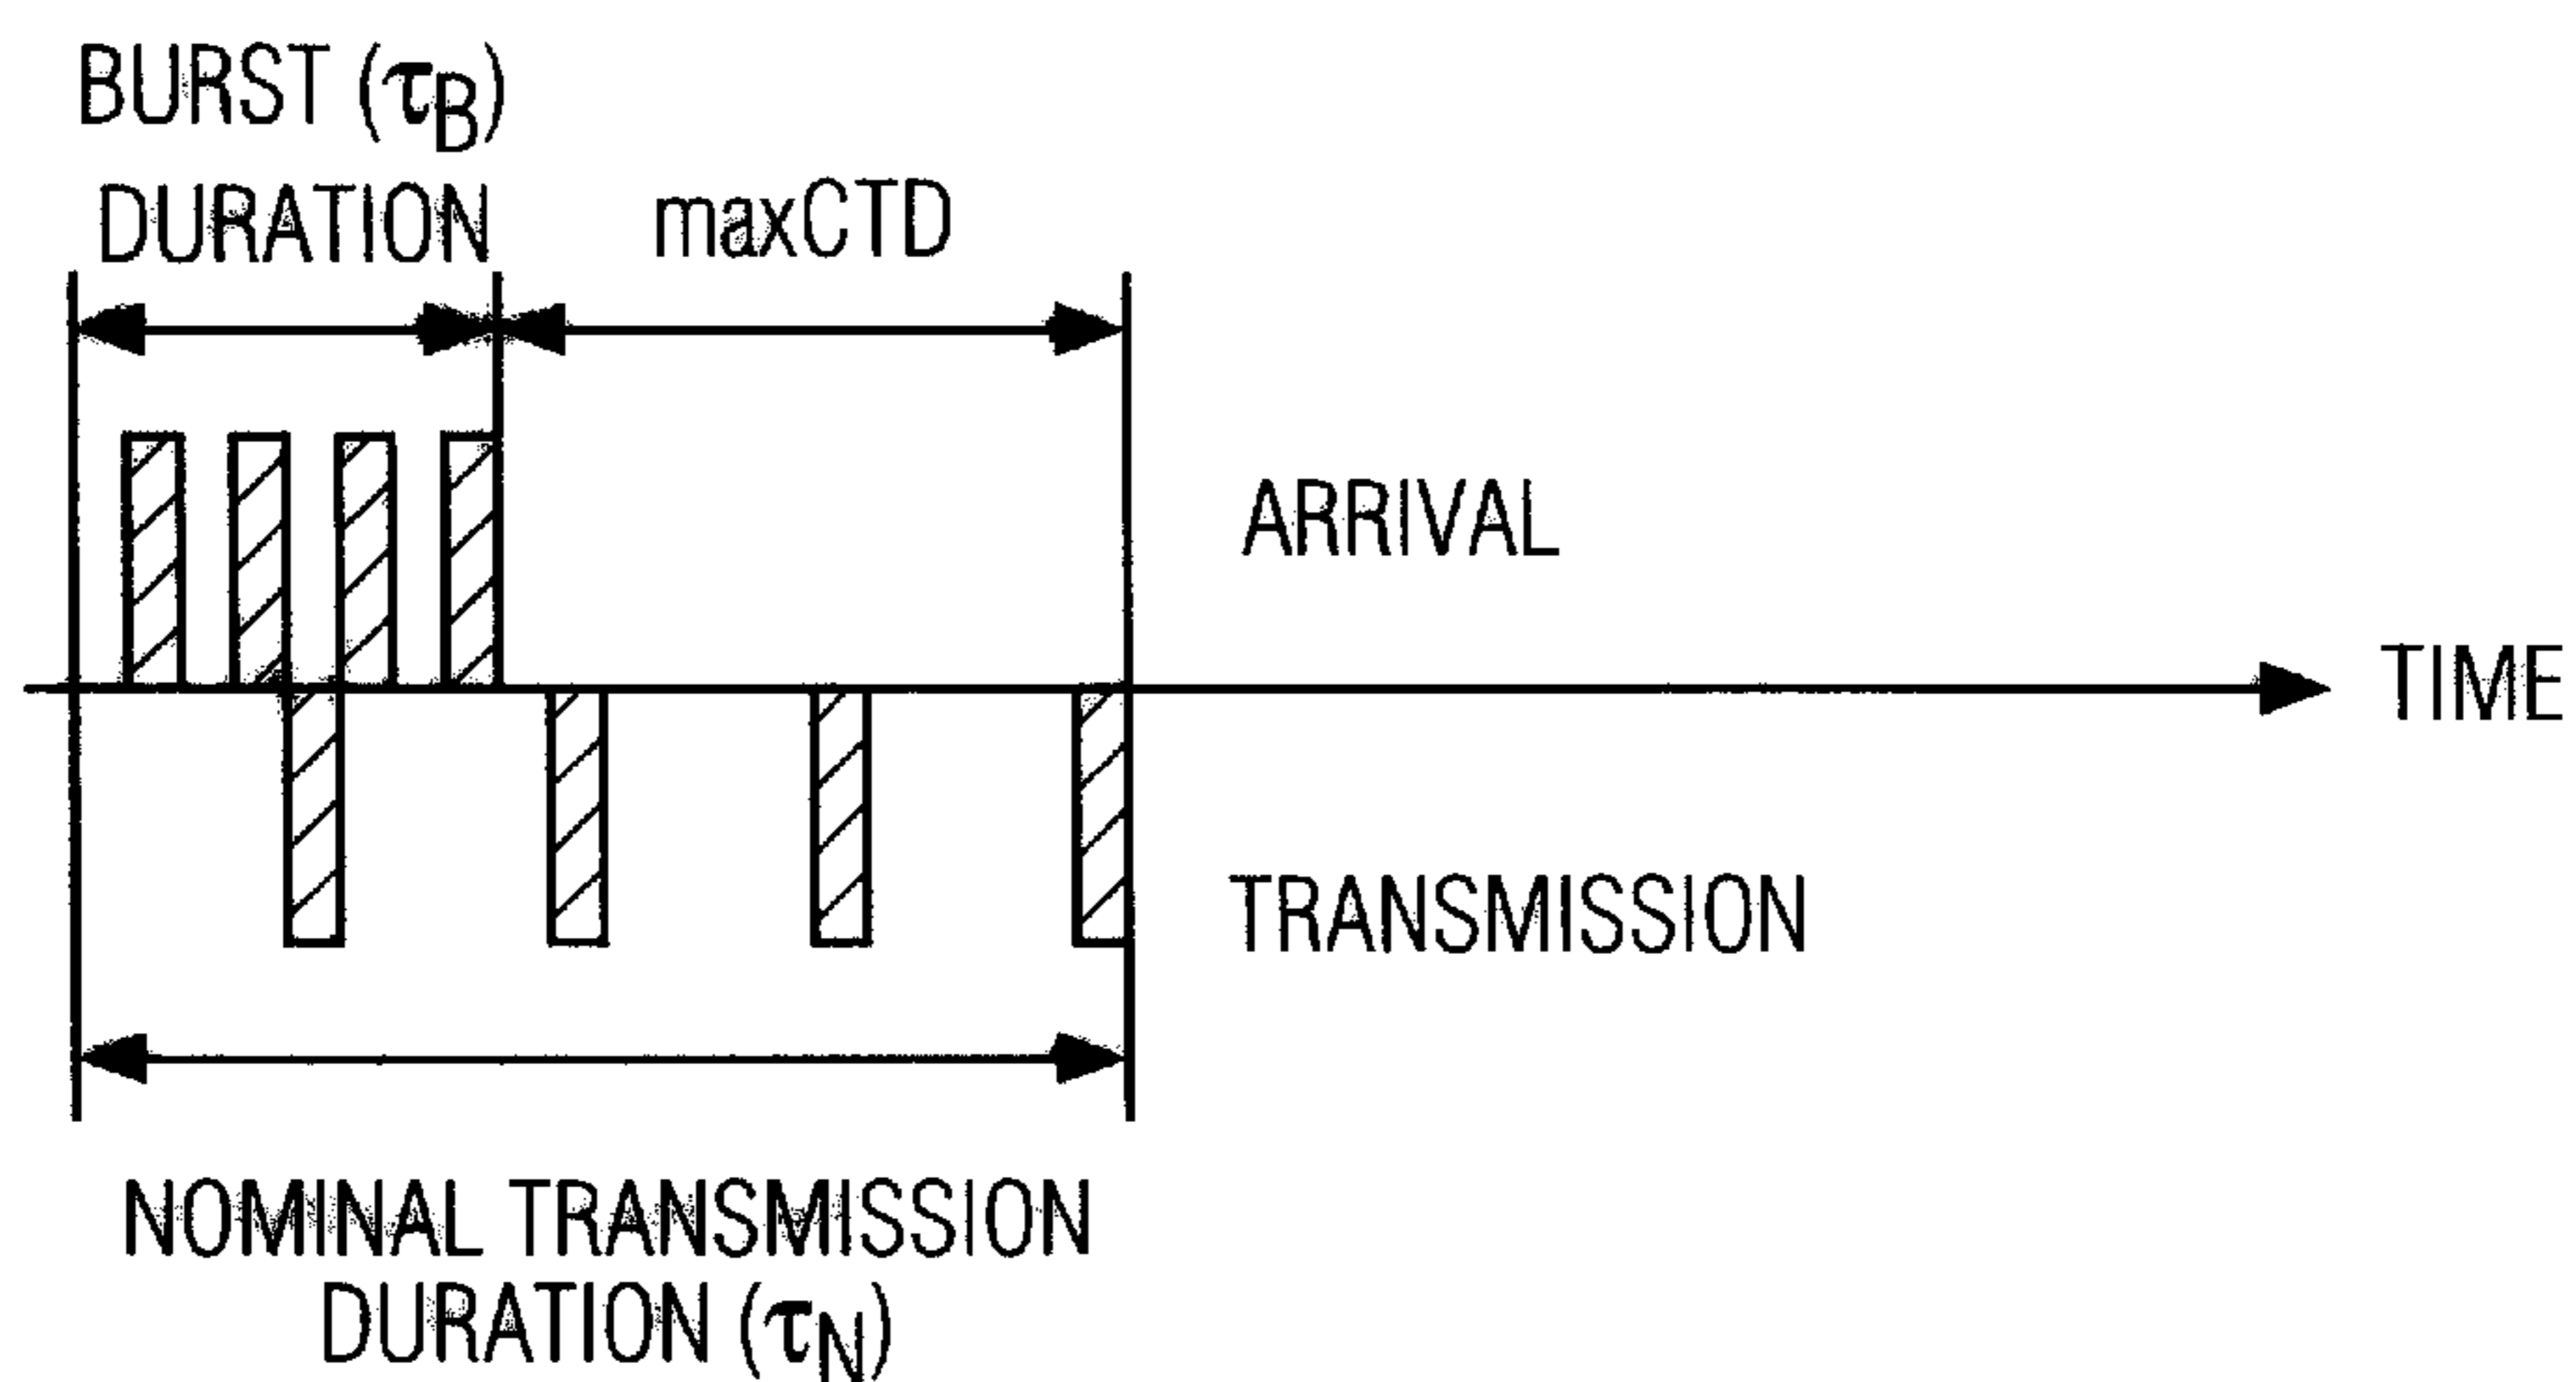 BURST (τB)
DURATION
maxCTD
ARRIVAL
TIME
TRANSMISSION
NOMINAL TRANSMISSION
DURATION (τN)